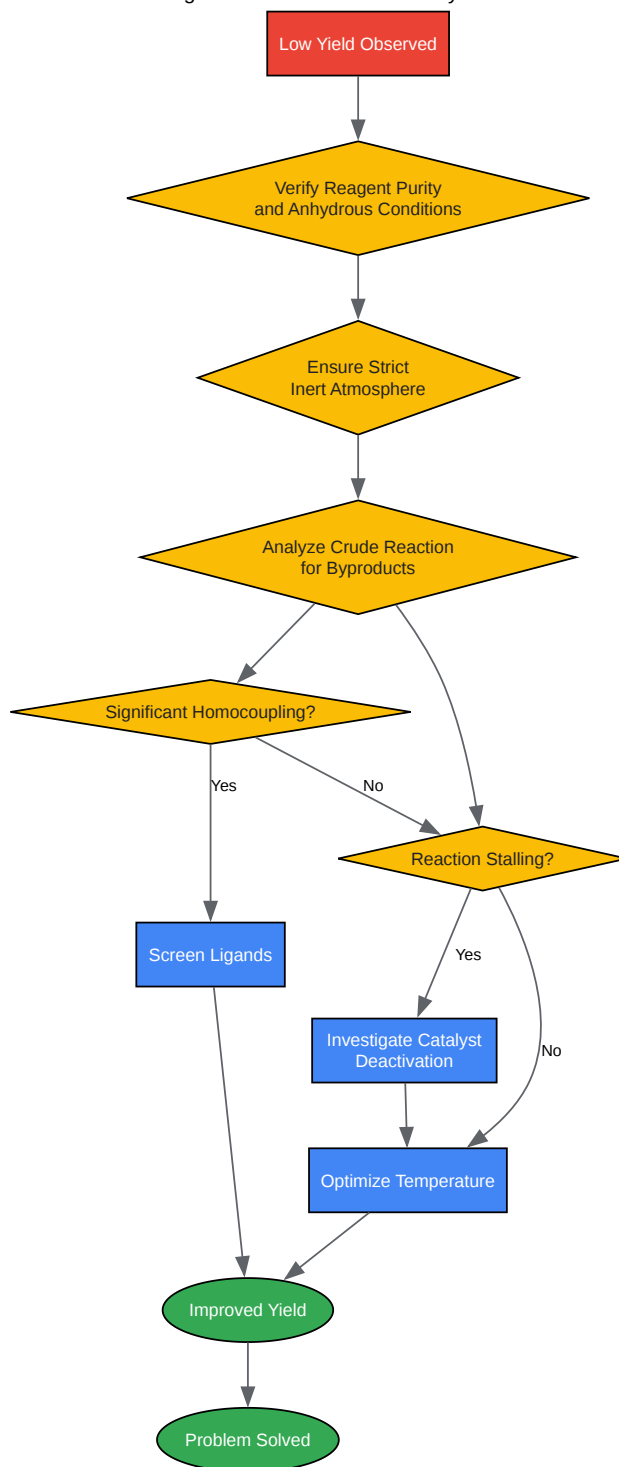 Low Yield Observed
Verify Reagent Purity
and Anhydrous Conditions
Ensure Strict
Inert Atmosphere
Analyze Crude Reaction
for Byproducts
Significant Homocoupling?
Yes
No
Reaction Stalling?
Screen Ligands
Yes
Investigate Catalyst
Deactivation
No
Optimize Temperature
Improved Yield
Problem Solved